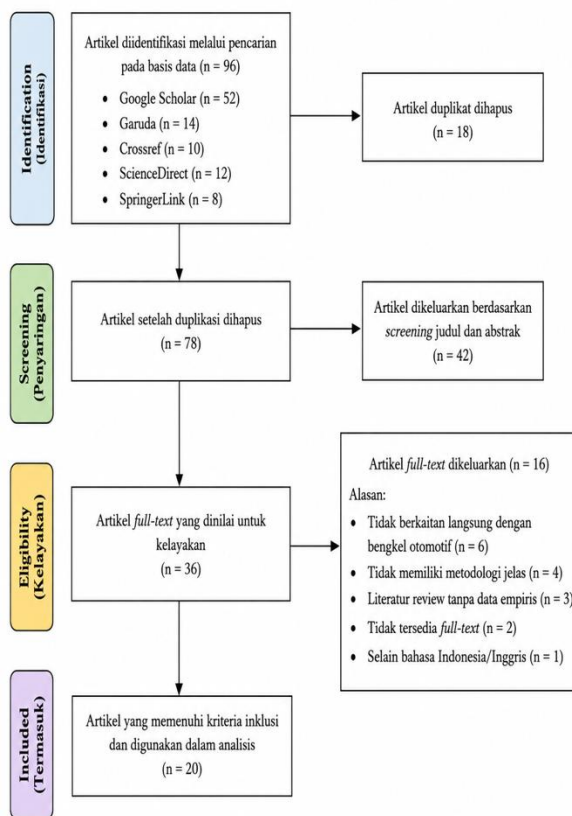 Identification
(Identifikasi)
Artikel diidentifikasi melalui pencarian
pada basis data (n = 96)
• Google Scholar (n = 52)
• Garuda (n = 14)
• Crossref (n = 10)
• ScienceDirect (n = 12)
• SpringerLink (n = 8)
Artikel duplikat dihapus
(n = 18)
Screening
(Penyaringan)
Artikel setelah duplikasi dihapus
(n = 78)
Artikel dikeluarkan berdasarkan
screening judul dan abstrak
(n = 42)
Eligibility
(Kelayakan)
Artikel full-text yang dinilai untuk
kelayakan
(n = 36)
Artikel full-text dikeluarkan (n = 16)
Alasan:
• Tidak berkaitan langsung dengan
bengkel otomotif (n = 6)
• Tidak memiliki metodologi jelas (n = 4)
• Literatur review tanpa data empiris (n = 3)
• Tidak tersedia full-text (n = 2)
• Selain bahasa Indonesia/Inggris (n = 1)
Included
(Termasuk)
Artikel yang memenuhi kriteria inklusi
dan digunakan dalam analisis
(n = 20)